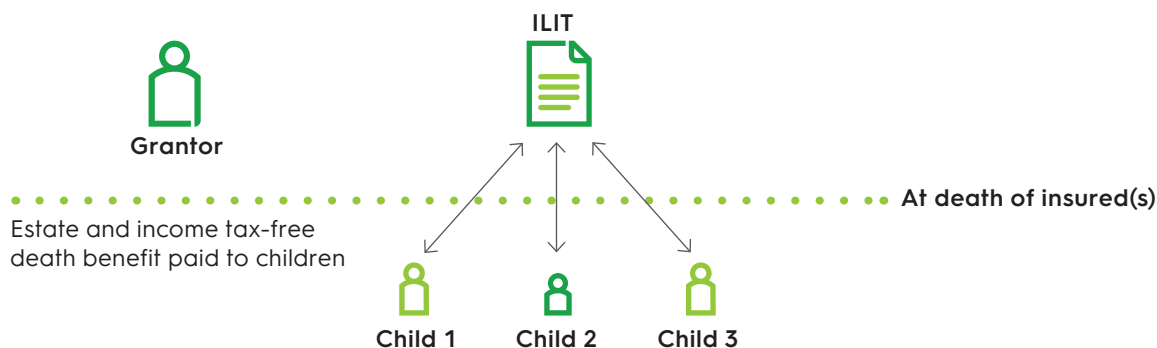 ILIT
Grantor
At death of insured(s)
Estate and income tax-free
death benefit paid to children
Child 1
Child 2
Child 3